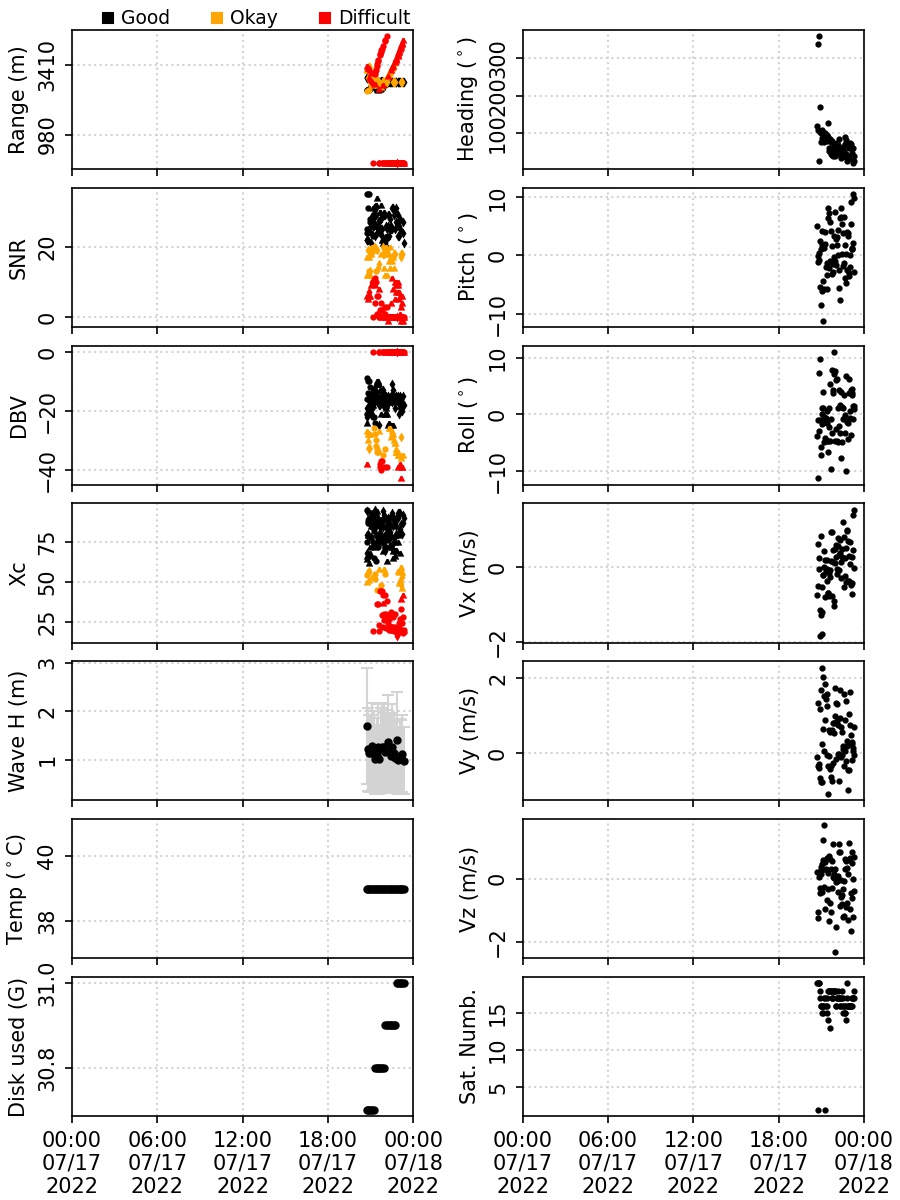 Good Okay Difficult
Range (m)
3410
980
Heading (°)
300
200
100
SNR
20
0
Pitch (°)
10
0
−10
DBV
0
−20
−40
Roll (°)
10
0
−10
Xc
75
50
25
Vx (m/s)
0
−2
Wave H (m)
3
2
1
Vy (m/s)
2
0
Temp (°C)
40
38
Vz (m/s)
0
−2
Disk used (G)
31.0
30.8
Sat. Numb.
15
10
5
00:00 06:00 12:00 18:00 00:00
07/17 07/17 07/17 07/17 07/18
2022 2022 2022 2022 2022
00:00 06:00 12:00 18:00 00:00
07/17 07/17 07/17 07/17 07/18
2022 2022 2022 2022 2022